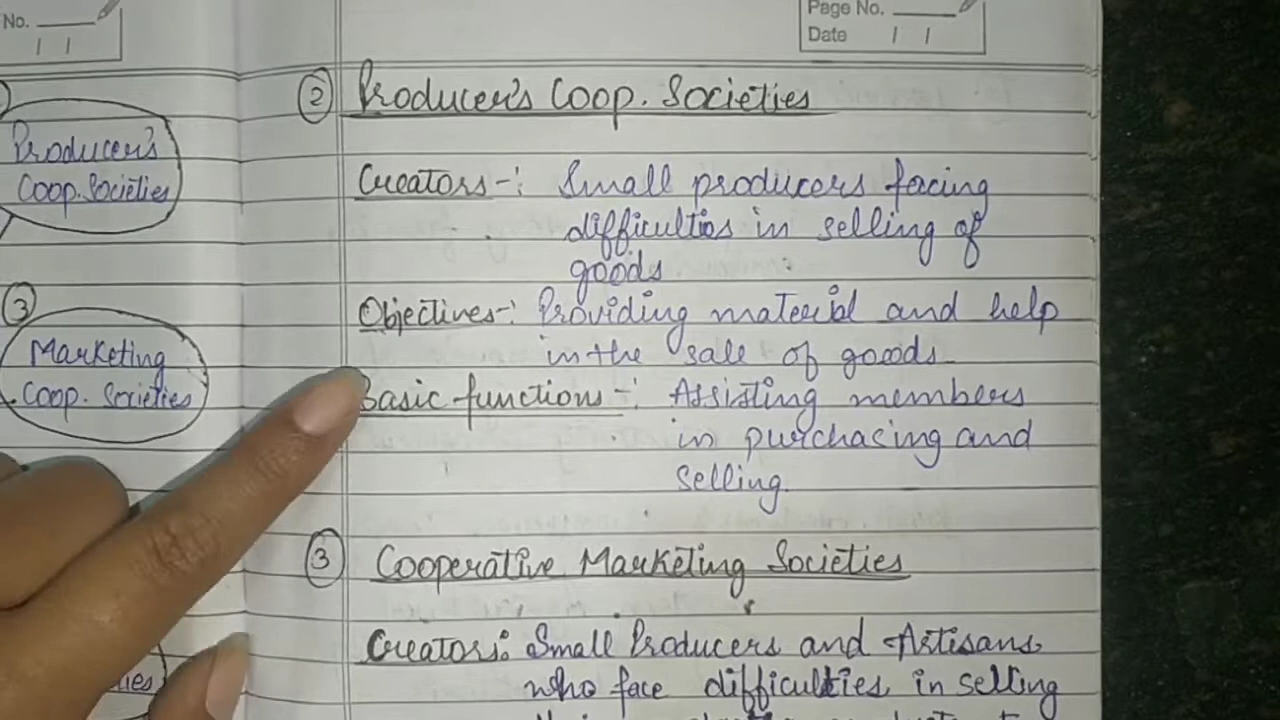 No.
Page No.
Date
Producer's
Coop. Societies
3
Marketing
Coop. Societies
2 Producer's Coop. Societies
Creators-: Small producers facing
difficulties in selling of
goods.
Objectives-: Providing material and help
in the sale of goods
Basic functions-: Assisting members
in purchasing and
selling.
3 Cooperative Marketing Societies
Creators: Small Producers and Artisans
who face difficulties in selling